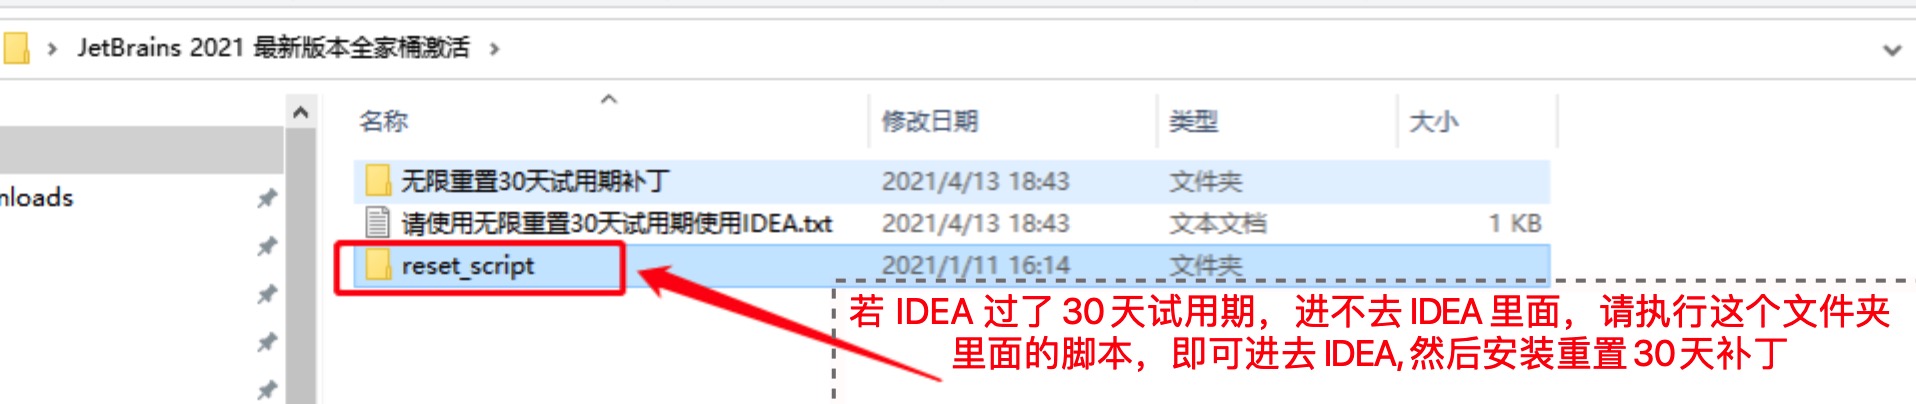 JetBrains 2021 最新版本全家桶激活
名称 修改日期 类型 大小
无限重置30天试用期补丁 2021/4/13 18:43 文件夹
nloads
请使用无限重置30天试用期使用IDEA.txt 2021/4/13 18:43 文本文档 1 KB
reset_script 2021/1/11 16:14 文件夹
若 IDEA 过了 30 天试用期，进不去 IDEA 里面，请执行这个文件夹
里面的脚本，即可进去 IDEA, 然后安装重置 30 天补丁